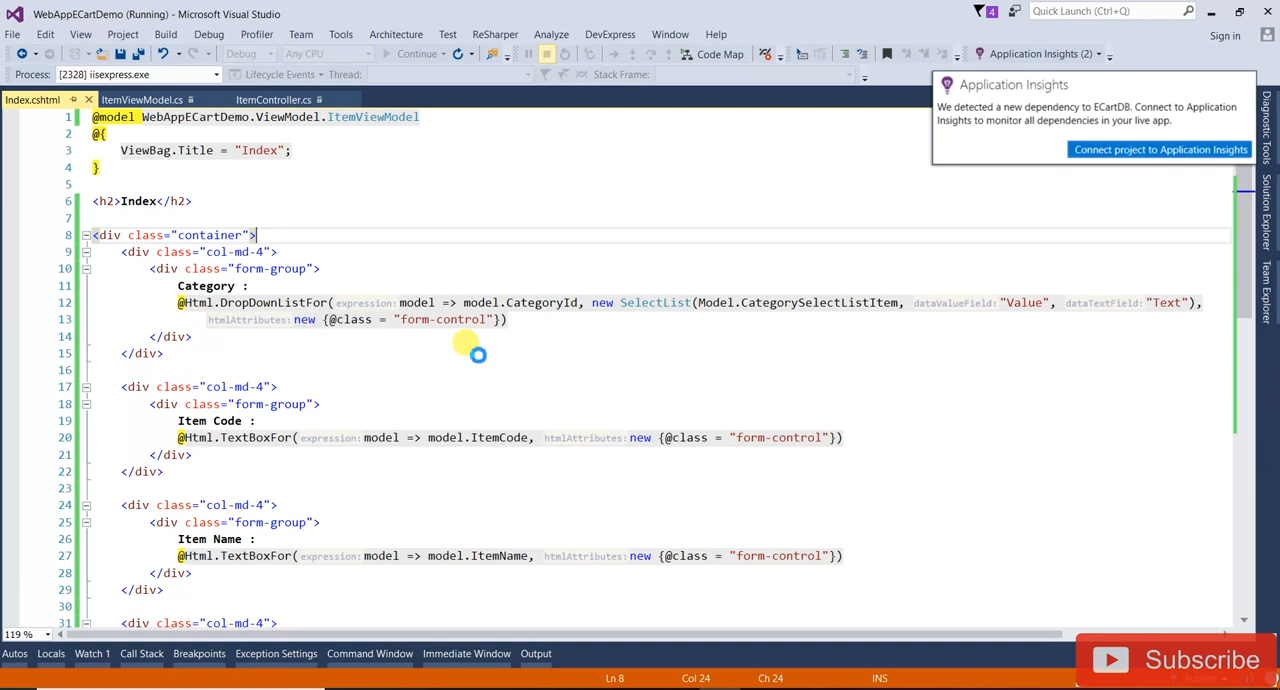 WebAppECartDemo (Running) - Microsoft Visual Studio
4
Quick Launch (Ctrl+Q)
File Edit View Project Build Debug Profiler Team Tools Architecture Test ReSharper Analyze DevExpress Window Help
Sign in
Debug Any CPU Continue Code Map Application Insights (2)
Process: [2328] iisexpress.exe Lifecycle Events Thread: Stack Frame:
Index.cshtml ItemViewModel.cs ItemController.cs
Application Insights
We detected a new dependency to ECartDB. Connect to Application
Insights to monitor all dependencies in your live app.
Connect project to Application Insights
Diagnostic Tools
Solution Explorer
Team Explorer
1 @model WebAppECartDemo.ViewModel.ItemViewModel
2 @{
3 ViewBag.Title = "Index";
4 }
5
6 <h2>Index</h2>
7
8 <div class="container">
9 <div class="col-md-4">
10 <div class="form-group">
11 Category :
12 @Html.DropDownListFor(expression: model => model.CategoryId, new SelectList(Model.CategorySelectListItem, dataValueField: "Value", dataTextField: "Text"),
13 htmlAttributes: new {@class = "form-control"})
14 </div>
15 </div>
16
17 <div class="col-md-4">
18 <div class="form-group">
19 Item Code :
20 @Html.TextBoxFor(expression: model => model.ItemCode, htmlAttributes: new {@class = "form-control"})
21 </div>
22 </div>
23
24 <div class="col-md-4">
25 <div class="form-group">
26 Item Name :
27 @Html.TextBoxFor(expression: model => model.ItemName, htmlAttributes: new {@class = "form-control"})
28 </div>
29 </div>
30
31 <div class="col-md-4">
119 %
Autos Locals Watch 1 Call Stack Breakpoints Exception Settings Command Window Immediate Window Output
Subscribe
Ln 8 Col 24 Ch 24 INS
Publish